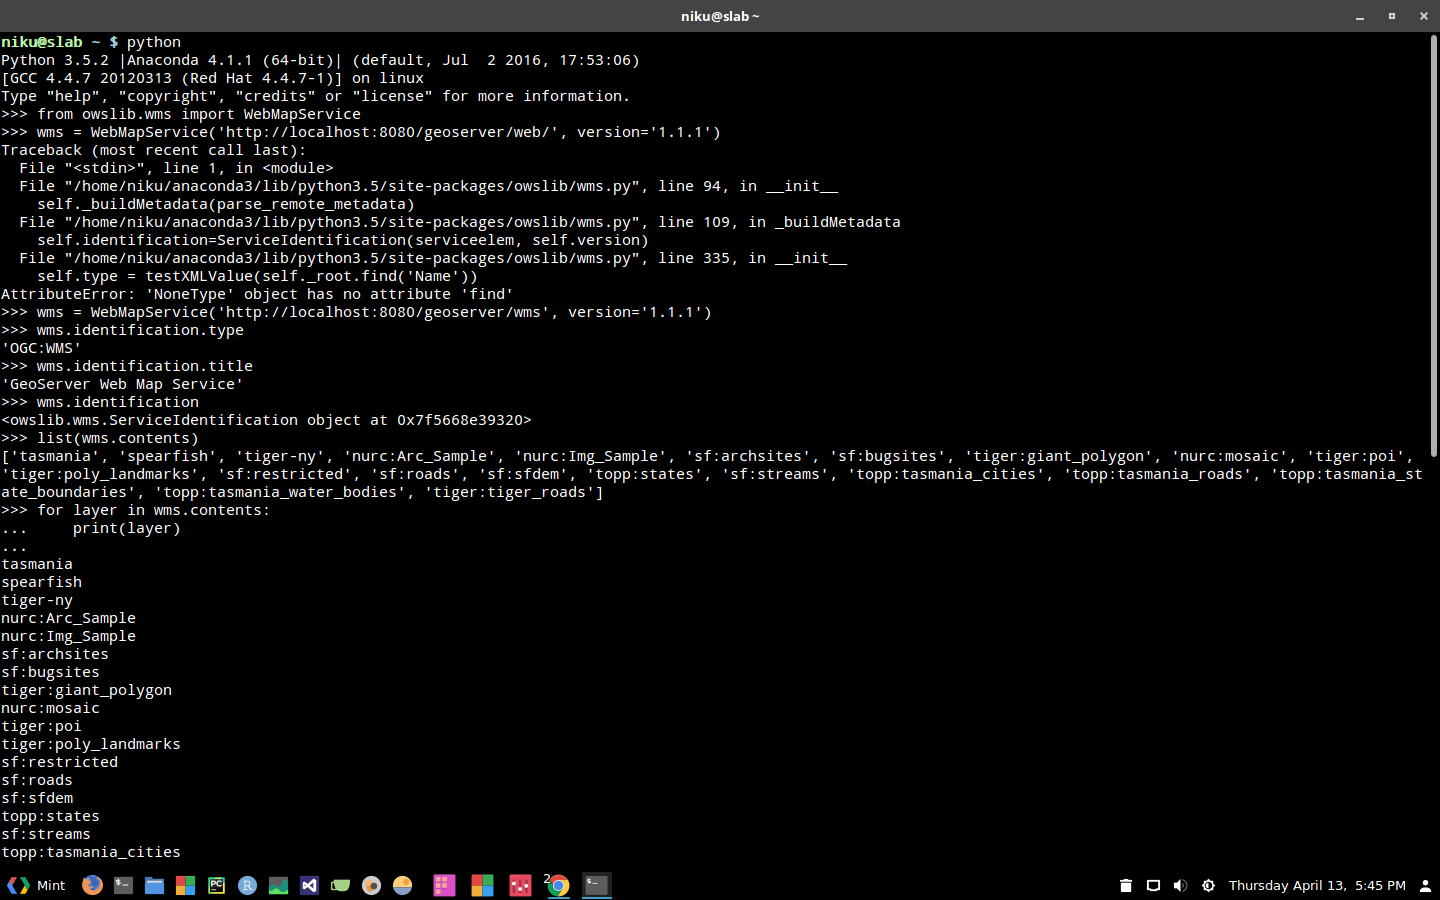 niku@slab ~
niku@slab ~ $ python
Python 3.5.2 |Anaconda 4.1.1 (64-bit)| (default, Jul  2 2016, 17:53:06)
[GCC 4.4.7 20120313 (Red Hat 4.4.7-1)] on linux
Type "help", "copyright", "credits" or "license" for more information.
>>> from owslib.wms import WebMapService
>>> wms = WebMapService('http://localhost:8080/geoserver/web/', version='1.1.1')
Traceback (most recent call last):
  File "<stdin>", line 1, in <module>
  File "/home/niku/anaconda3/lib/python3.5/site-packages/owslib/wms.py", line 94, in __init__
    self._buildMetadata(parse_remote_metadata)
  File "/home/niku/anaconda3/lib/python3.5/site-packages/owslib/wms.py", line 109, in _buildMetadata
    self.identification=ServiceIdentification(serviceelem, self.version)
  File "/home/niku/anaconda3/lib/python3.5/site-packages/owslib/wms.py", line 335, in __init__
    self.type = testXMLValue(self._root.find('Name'))
AttributeError: 'NoneType' object has no attribute 'find'
>>> wms = WebMapService('http://localhost:8080/geoserver/wms', version='1.1.1')
>>> wms.identification.type
'OGC:WMS'
>>> wms.identification.title
'GeoServer Web Map Service'
>>> wms.identification
<owslib.wms.ServiceIdentification object at 0x7f5668e39320>
>>> list(wms.contents)
['tasmania', 'spearfish', 'tiger-ny', 'nurc:Arc_Sample', 'nurc:Img_Sample', 'sf:archsites', 'sf:bugsites', 'tiger:giant_polygon', 'nurc:mosaic', 'tiger:poi',
'tiger:poly_landmarks', 'sf:restricted', 'sf:roads', 'sf:sfdem', 'topp:states', 'sf:streams', 'topp:tasmania_cities', 'topp:tasmania_roads', 'topp:tasmania_st
ate_boundaries', 'topp:tasmania_water_bodies', 'tiger:tiger_roads']
>>> for layer in wms.contents:
...     print(layer)
...
tasmania
spearfish
tiger-ny
nurc:Arc_Sample
nurc:Img_Sample
sf:archsites
sf:bugsites
tiger:giant_polygon
nurc:mosaic
tiger:poi
tiger:poly_landmarks
sf:restricted
sf:roads
sf:sfdem
topp:states
sf:streams
topp:tasmania_cities
Mint $- PC R 2 $- Thursday April 13,  5:45 PM